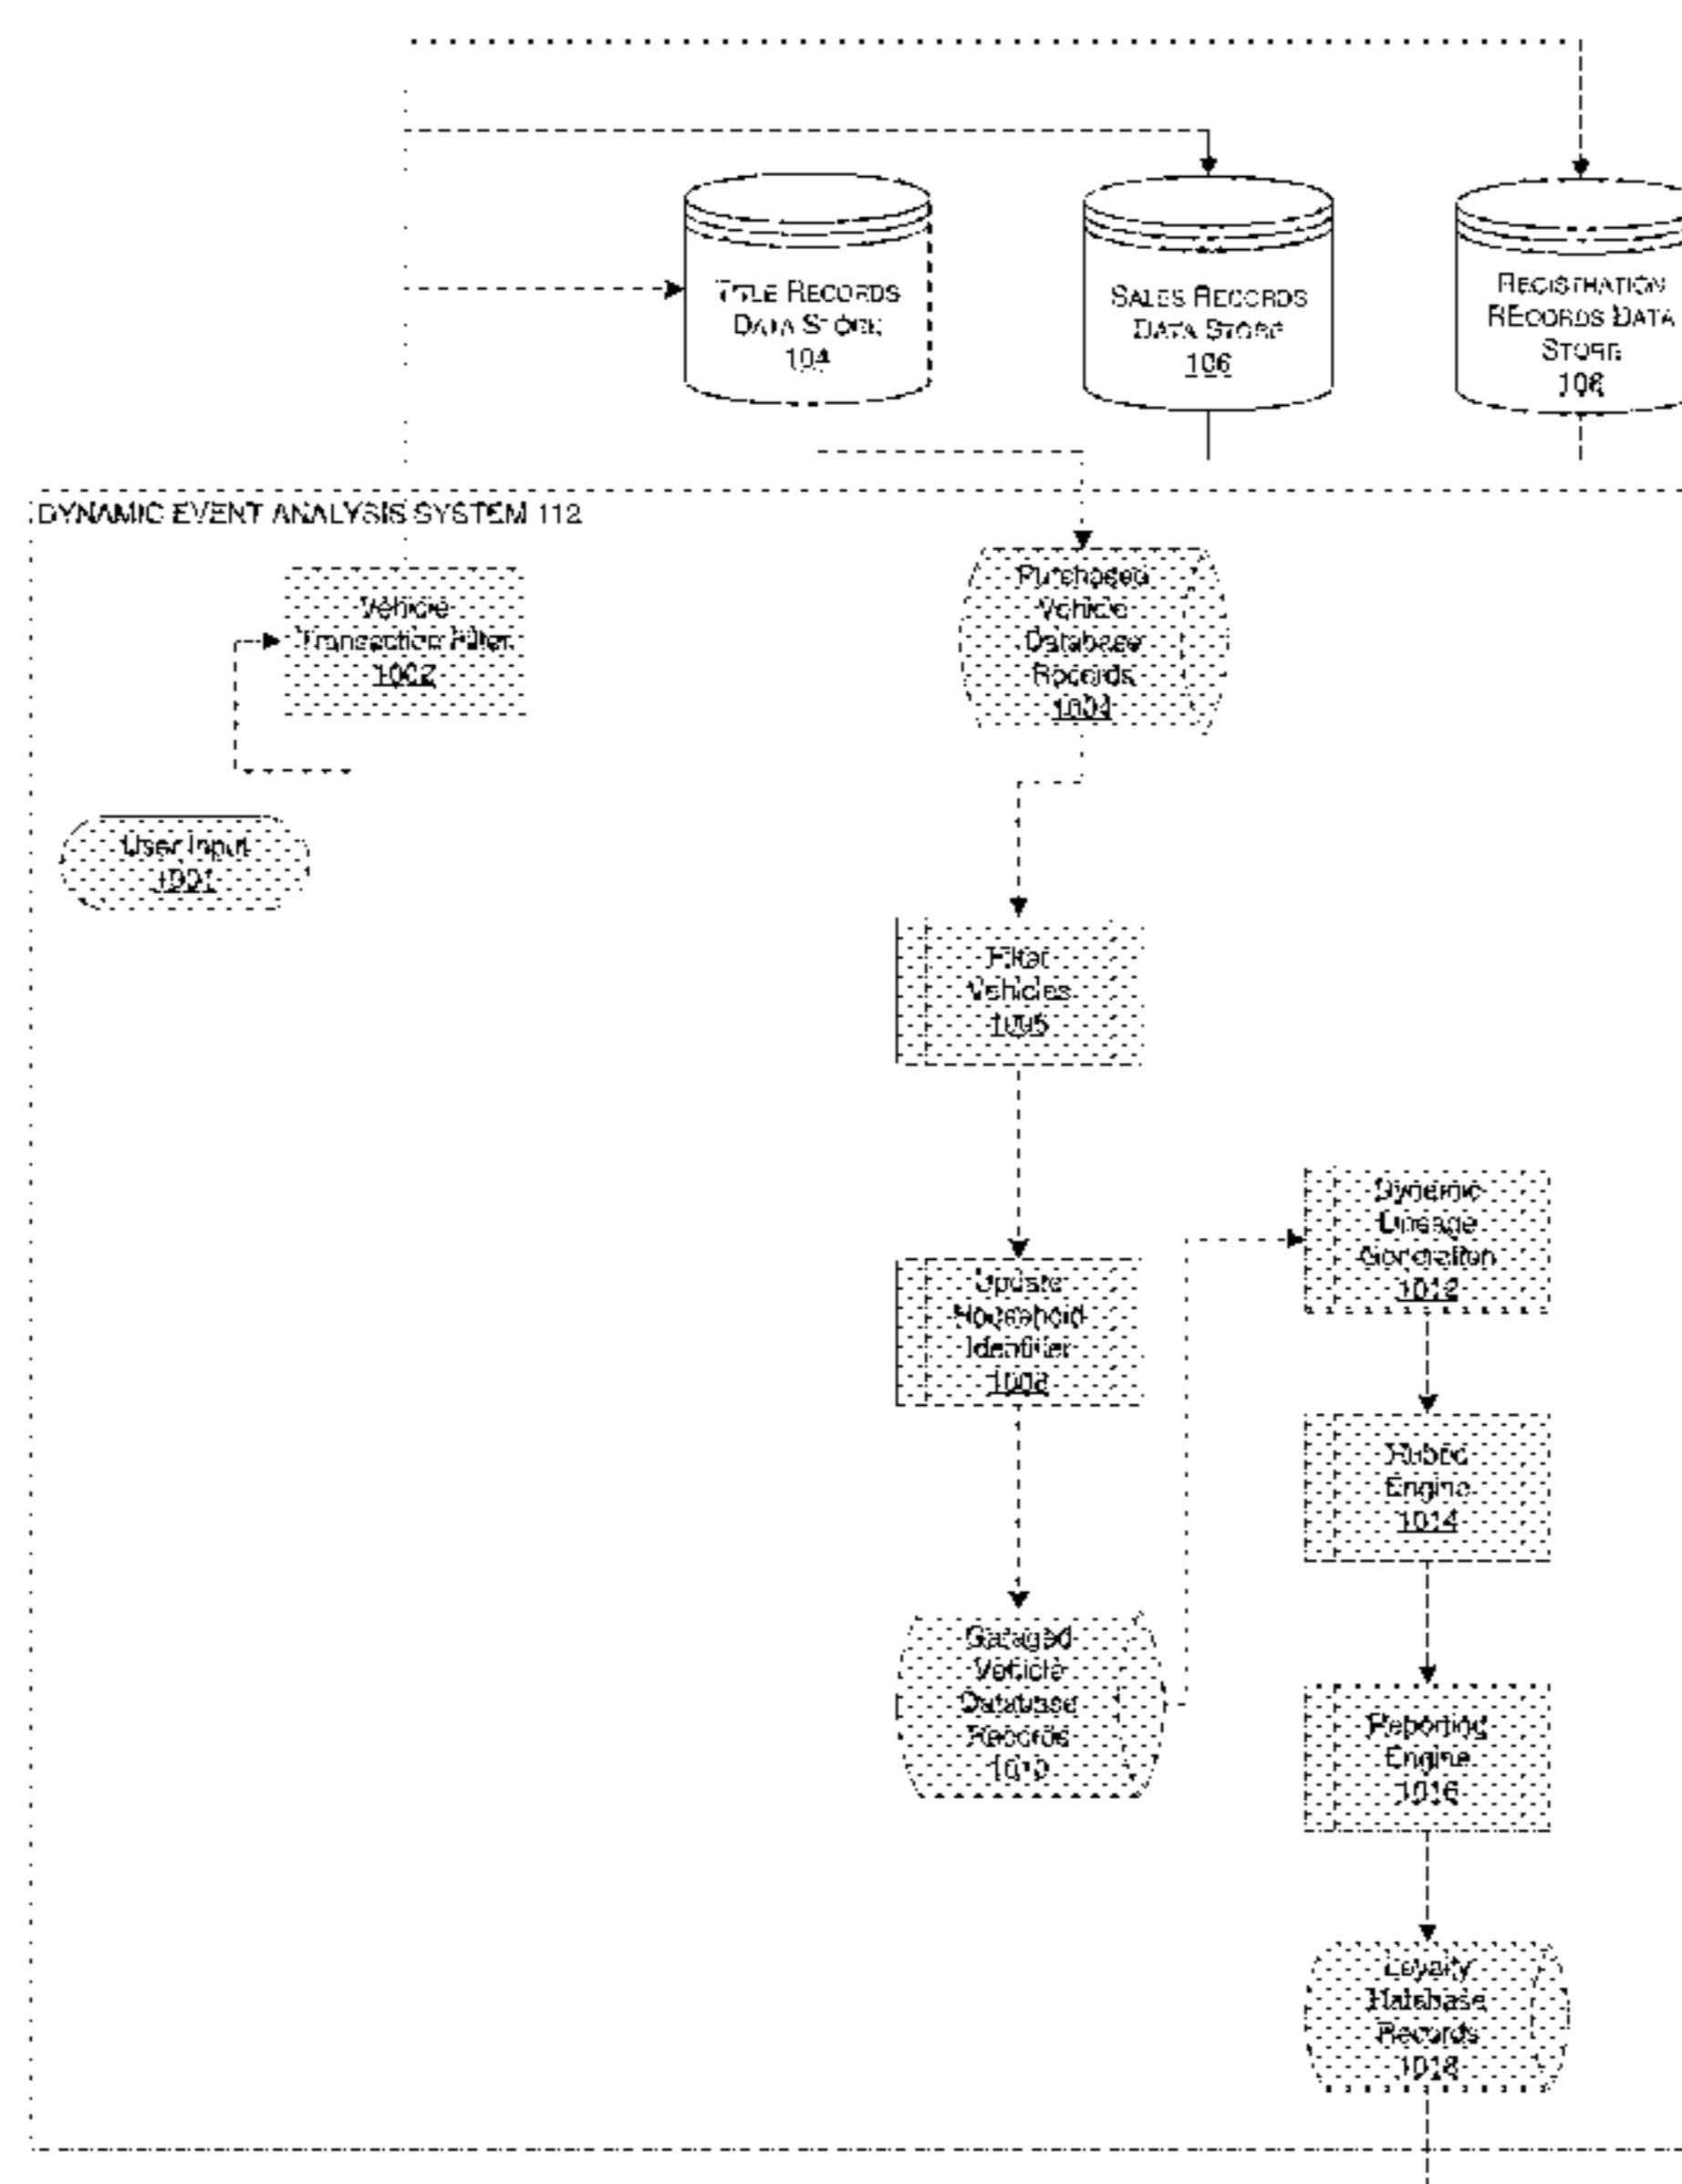 TITLE RECORDS
DATA STORE
104
SALES RECORDS
DATA STORE
106
REGISTRATION
REcORDS DATA
STORE
108
DYNAMIC EVENT ANALYSIS SYSTEM 112
Vehicle
Transaction Filter
1002
Purchased
Vehicle
Database
Records
1004
User Input
1001
Filter
Vehicles
Update
Household
Identifier
1008
Dynamic
Lineage
Generation
1012
Engine
1014
Garaged
Vehicle
Database
Records
1010
Reporting
Engine
1016
Loyalty
Database
Records
1018